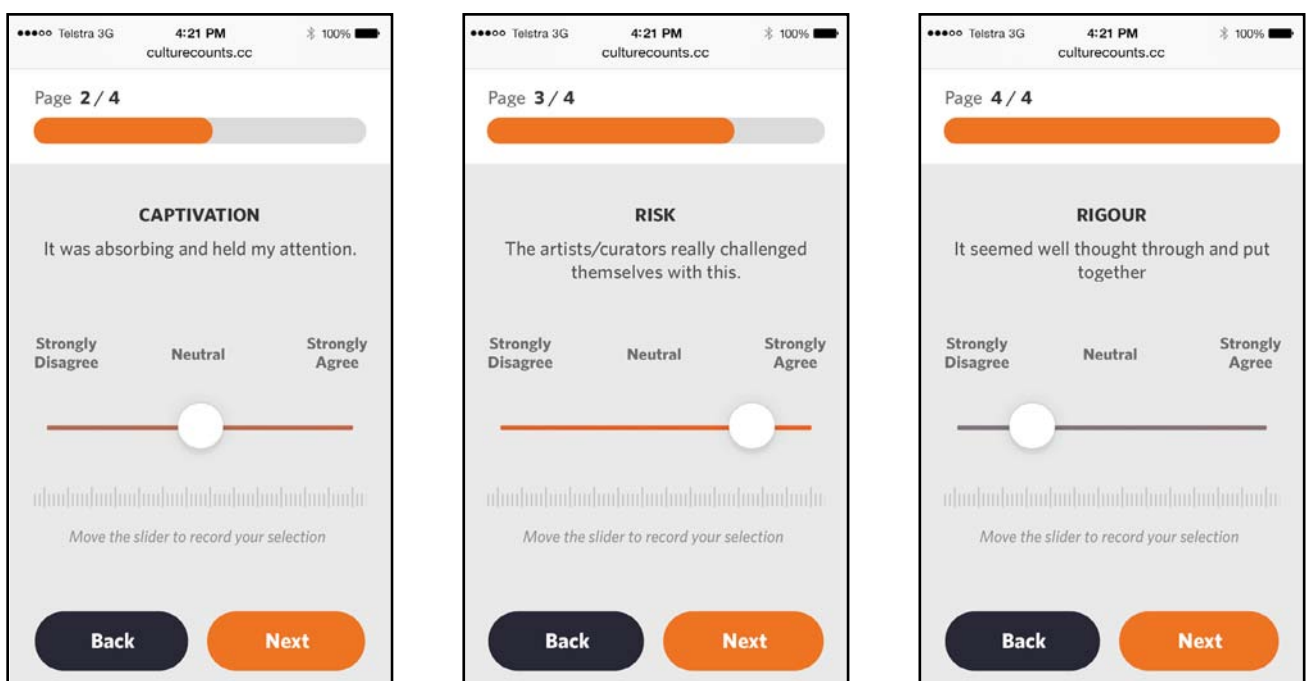 ●●●○○ Telstra 3G 4:21 PM 100%
culturecounts.cc
Page 2 / 4
CAPTIVATION
It was absorbing and held my attention.
Strongly Disagree Neutral Strongly Agree
Move the slider to record your selection
Back Next
●●●○○ Telstra 3G 4:21 PM 100%
culturecounts.cc
Page 3 / 4
RISK
The artists/curators really challenged
themselves with this.
Strongly Disagree Neutral Strongly Agree
Move the slider to record your selection
Back Next
●●●○○ Telstra 3G 4:21 PM 100%
culturecounts.cc
Page 4 / 4
RIGOUR
It seemed well thought through and put
together
Strongly Disagree Neutral Strongly Agree
Move the slider to record your selection
Back Next